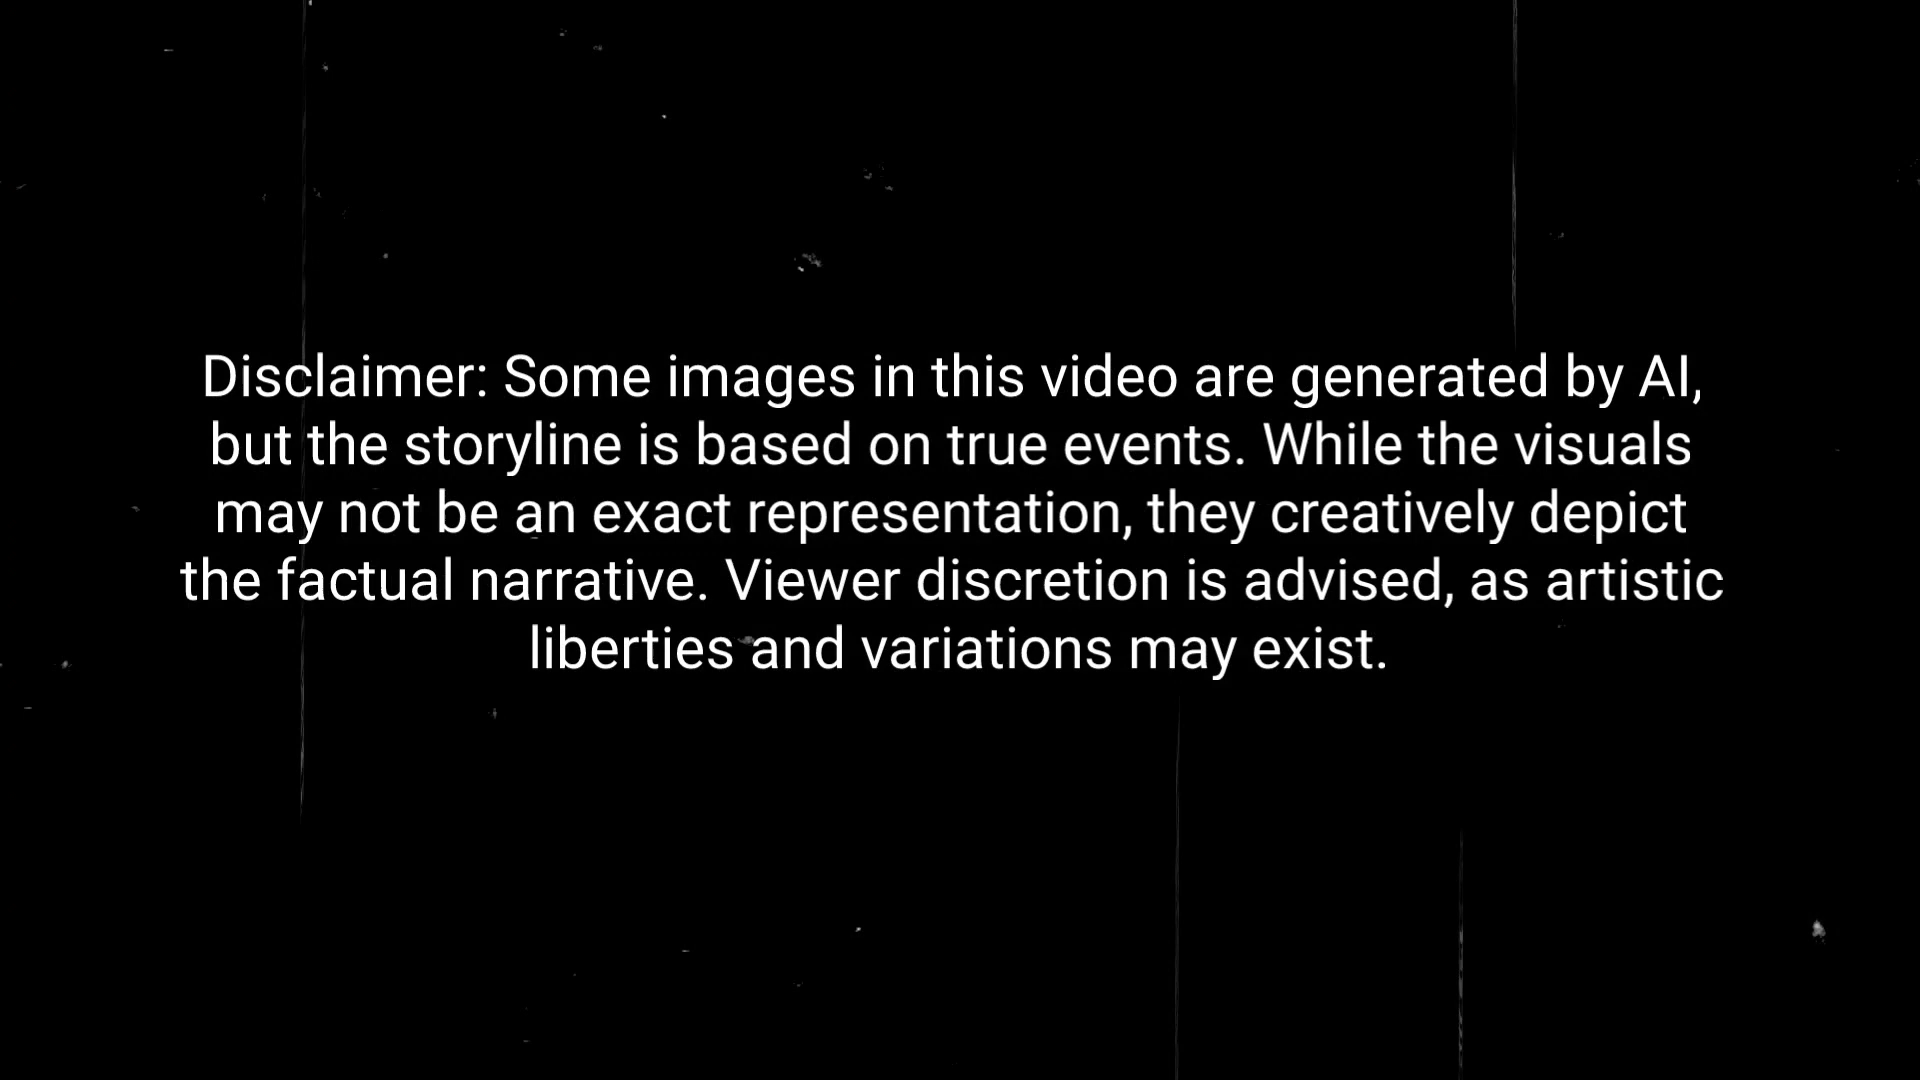 Disclaimer: Some images in this video are generated by AI,
but the storyline is based on true events. While the visuals
may not be an exact representation, they creatively depict
the factual narrative. Viewer discretion is advised, as artistic
liberties and variations may exist.